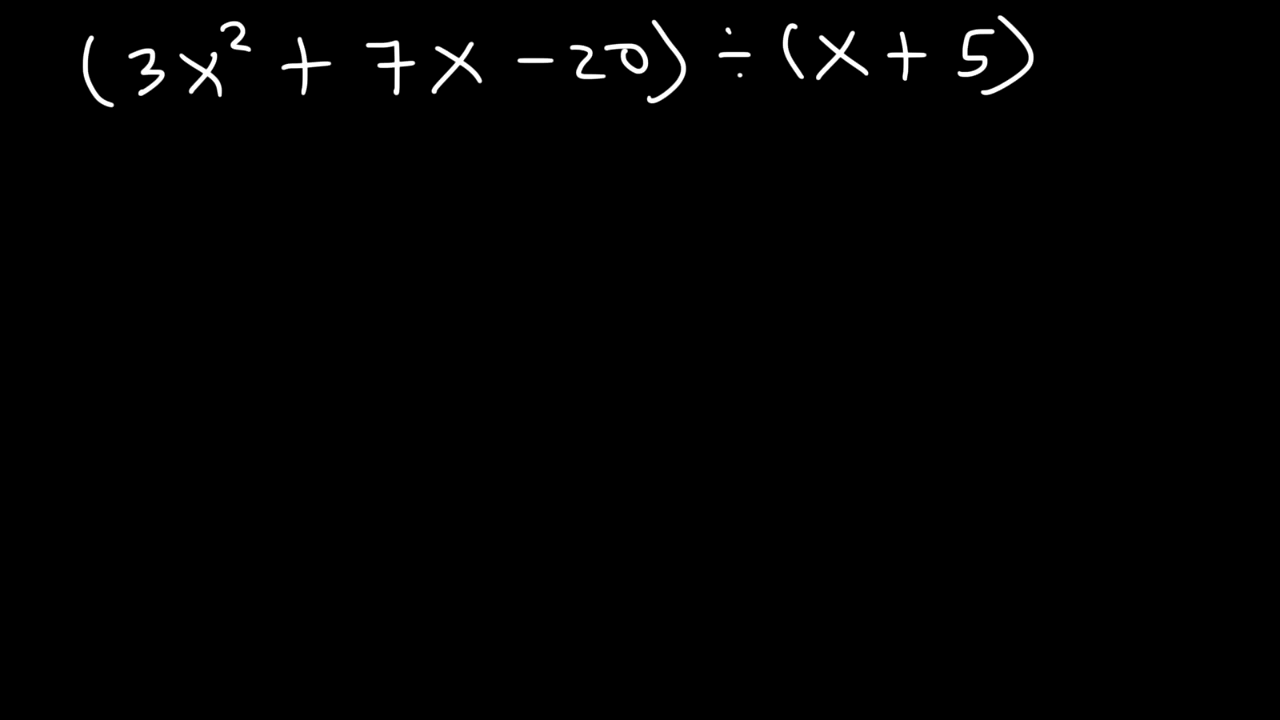 (3x² + 7x - 20) ÷ (x + 5)